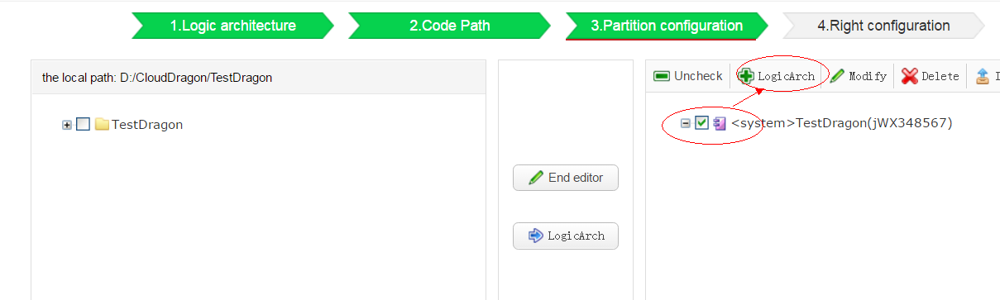 1.Logic architecture
2.Code Path
3.Partition configuration
4.Right configuration
the local path: D:/CloudDragon/TestDragon
TestDragon
End editor
LogicArch
Uncheck LogicArch Modify Delete
<system>TestDragon(jWX348567)